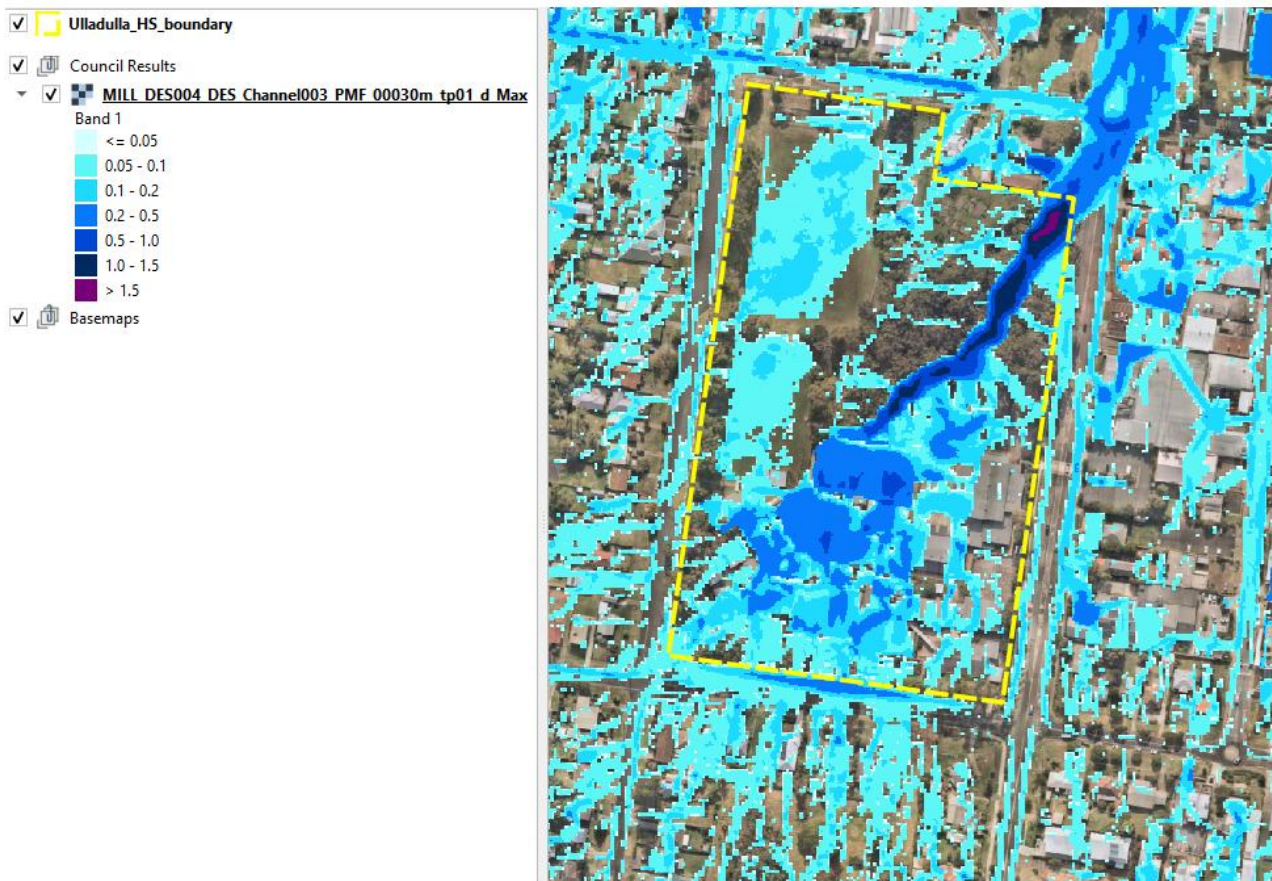 Ulladulla_HS_boundary
Council Results
MILL_DES004_DES_Channel003_PMF_00030m_tp01_d_Max
Band 1
<= 0.05
0.05 - 0.1
0.1 - 0.2
0.2 - 0.5
0.5 - 1.0
1.0 - 1.5
> 1.5
Basemaps